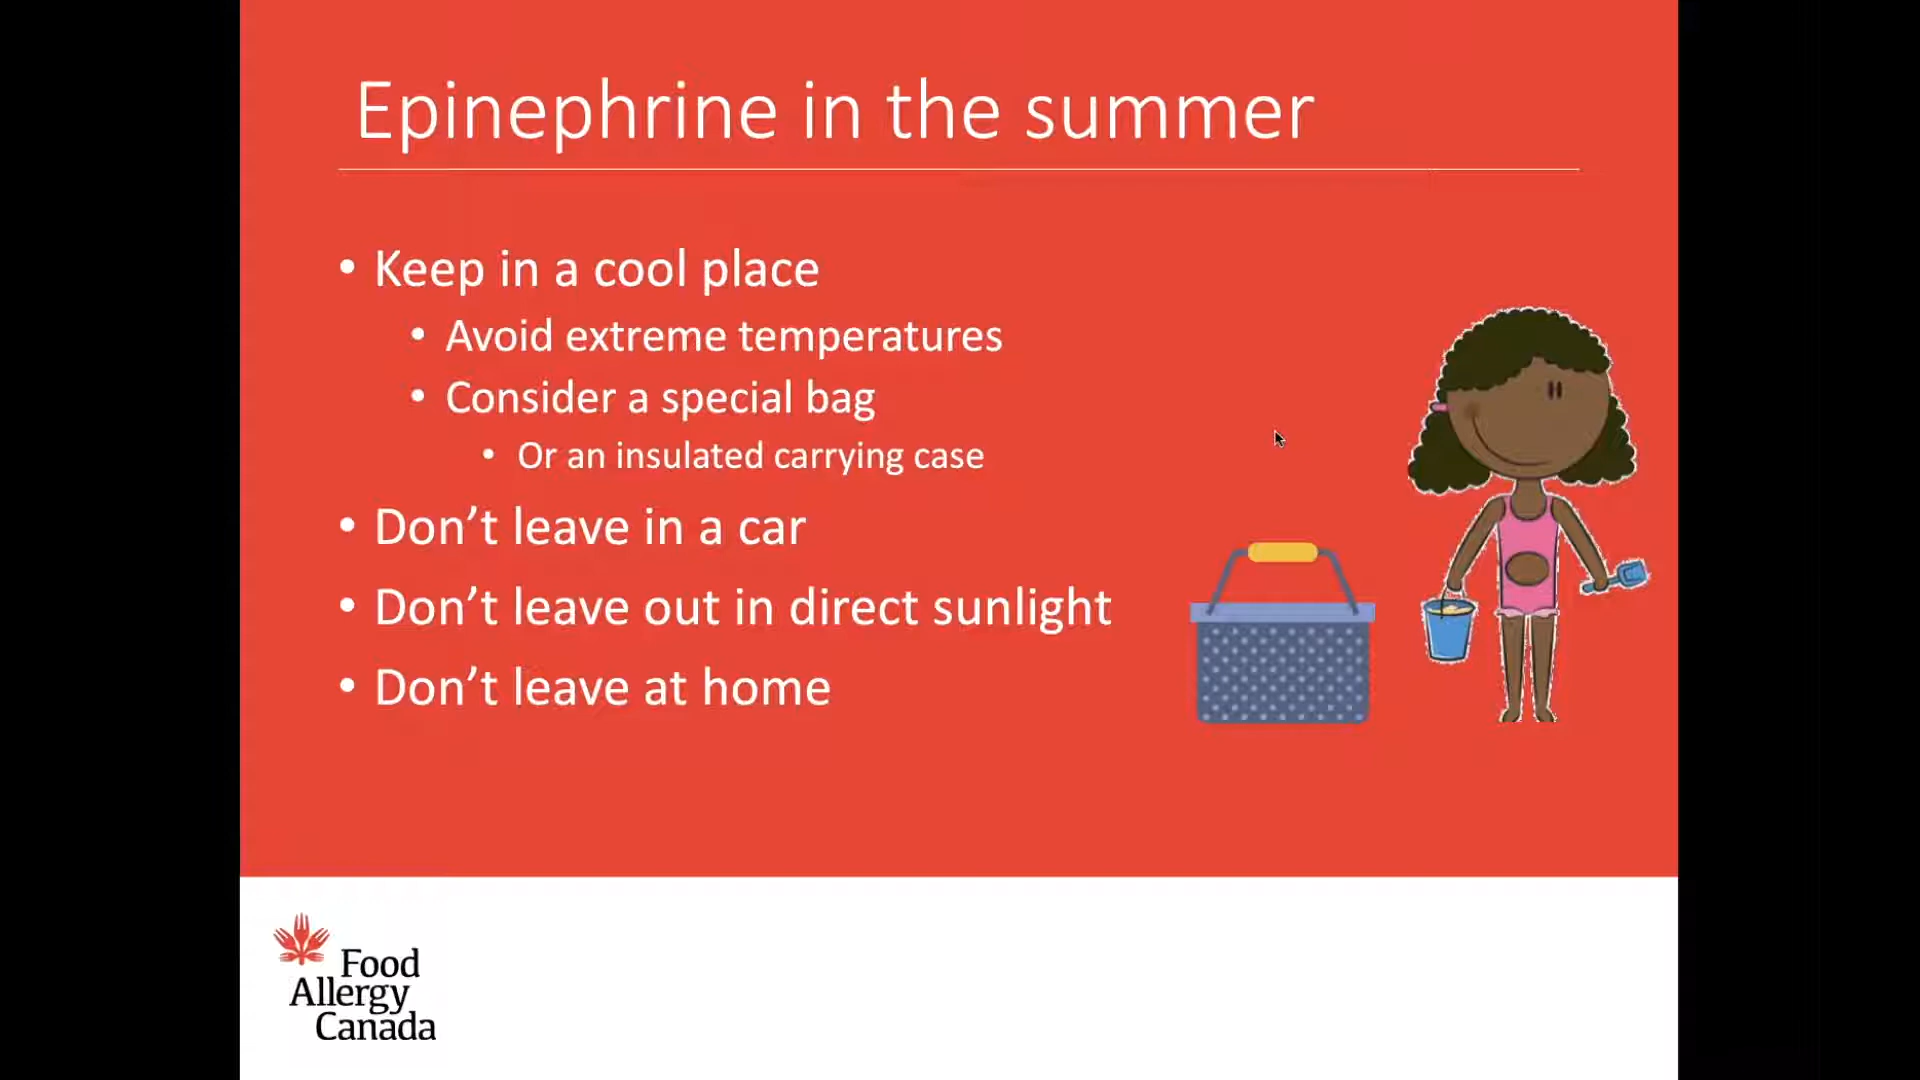 Epinephrine in the summer
• Keep in a cool place
• Avoid extreme temperatures
• Consider a special bag
• Or an insulated carrying case
• Don’t leave in a car
• Don’t leave out in direct sunlight
• Don’t leave at home
Food
Allergy
Canada